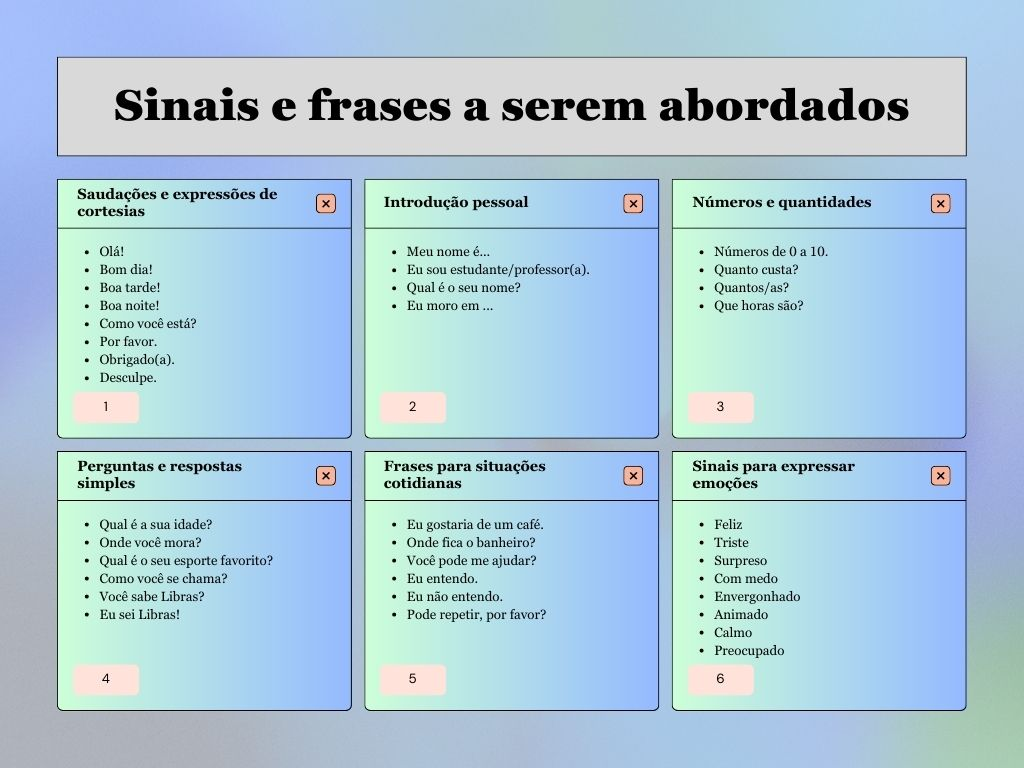 Sinais e frases a serem abordados
Saudações e expressões de
cortesias
• Olá!
• Bom dia!
• Boa tarde!
• Boa noite!
• Como você está?
• Por favor.
• Obrigado(a).
• Desculpe.
1
Introdução pessoal
• Meu nome é...
• Eu sou estudante/professor(a).
• Qual é o seu nome?
• Eu moro em ...
2
Números e quantidades
• Números de 0 a 10.
• Quanto custa?
• Quantos/as?
• Que horas são?
3
Perguntas e respostas
simples
• Qual é a sua idade?
• Onde você mora?
• Qual é o seu esporte favorito?
• Como você se chama?
• Você sabe Libras?
• Eu sei Libras!
4
Frases para situações
cotidianas
• Eu gostaria de um café.
• Onde fica o banheiro?
• Você pode me ajudar?
• Eu entendo.
• Eu não entendo.
• Pode repetir, por favor?
5
Sinais para expressar
emoções
• Feliz
• Triste
• Surpreso
• Com medo
• Envergonhado
• Animado
• Calmo
• Preocupado
6